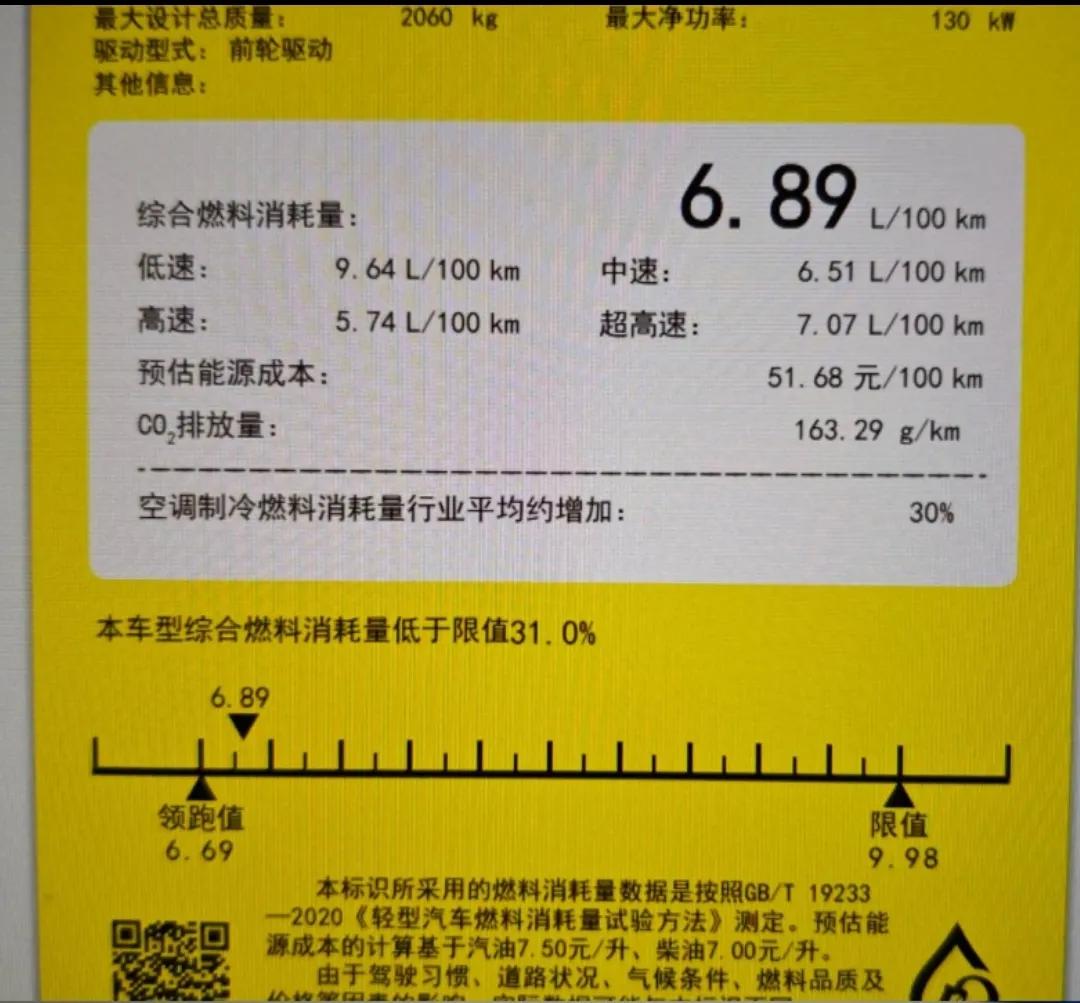 最大设计总质量： 2060 kg 最大净功率： 130 kW
驱动型式： 前轮驱动
其他信息：
综合燃料消耗量： 6.89 L/100 km
低速： 9.64 L/100 km 中速： 6.51 L/100 km
高速： 5.74 L/100 km 超高速： 7.07 L/100 km
预估能源成本： 51.68 元/100 km
CO₂排放量： 163.29 g/km
空调制冷燃料消耗量行业平均约增加： 30%
本车型综合燃料消耗量低于限值31.0%
6.89
领跑值 限值
6.69 9.98
本标识所采用的燃料消耗量数据是按照GB/T 19233
—2020《轻型汽车燃料消耗量试验方法》测定。预估能
源成本的计算基于汽油7.50元/升、柴油7.00元/升。
由于驾驶习惯、道路状况、气候条件、燃料品质及